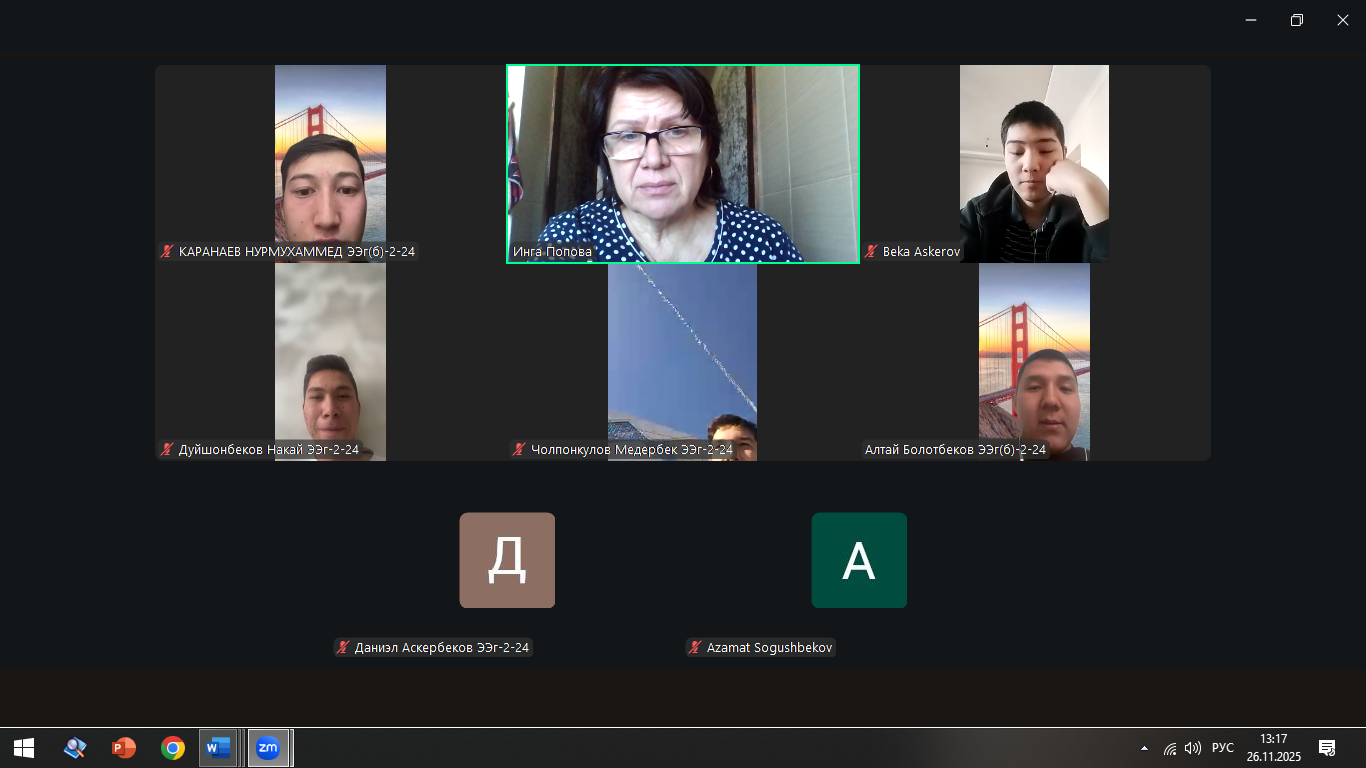 КАРАНАЕВ НУРМУХАММЕД ЭЭг(б)-2-24
Инга Попова
Beka Askerov
Дуйшонбеков Накай ЭЭг-2-24
Чолпонкулов Медербек ЭЭг-2-24
Алтай Болотбеков ЭЭг(б)-2-24
Д
А
Даниэл Аскербеков ЭЭг-2-24
Azamat Sogushbekov
P
W
zm
РУС
13:17
26.11.2025